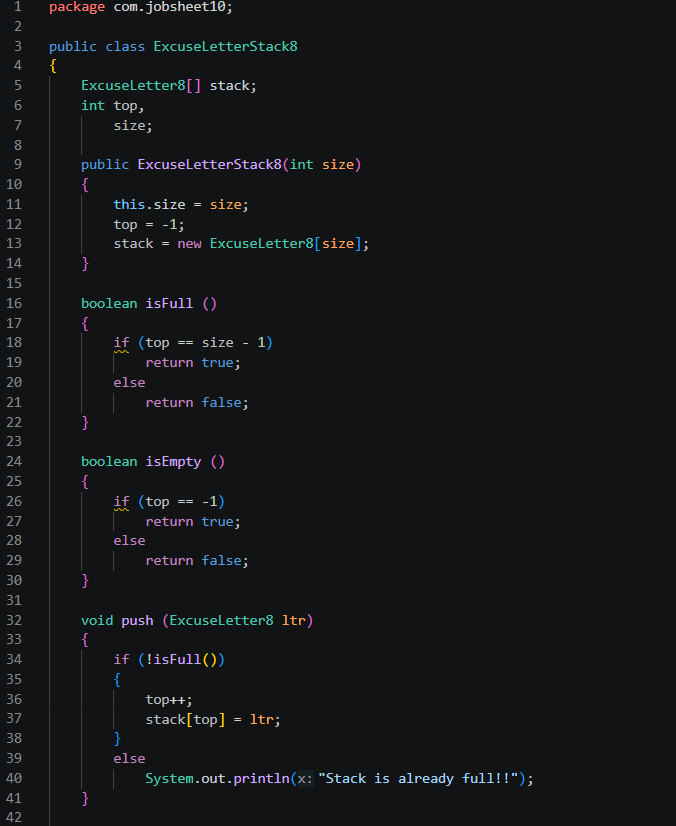 1 package com.jobsheet10;
2
3 public class ExcuseLetterStack8
4 {
5     ExcuseLetter8[] stack;
6     int top,
7         size;
8
9     public ExcuseLetterStack8(int size)
10     {
11         this.size = size;
12         top = -1;
13         stack = new ExcuseLetter8[size];
14     }
15
16     boolean isFull ()
17     {
18         if (top == size - 1)
19             return true;
20         else
21             return false;
22     }
23
24     boolean isEmpty ()
25     {
26         if (top == -1)
27             return true;
28         else
29             return false;
30     }
31
32     void push (ExcuseLetter8 ltr)
33     {
34         if (!isFull())
35         {
36             top++;
37             stack[top] = ltr;
38         }
39         else
40             System.out.println(x: "Stack is already full!!");
41     }
42